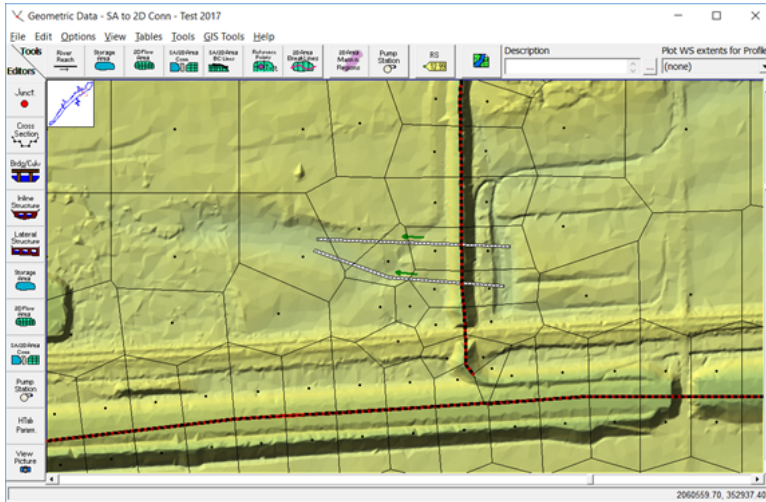 Geometric Data - SA to 2D Conn - Test 2017
File Edit Options View Tables Tools GIS Tools Help
Tools
Editors
River
Reach
Storage
Area
2D Flow
Area
SA/2D Area
Conn
SA/2D Area
BC Lines
Reference
Points
2D Area
Break Lines
2D Area
Mann n
Regions
Pump
Station
RS
Description
...
Plot WS extents for Profile
(none)
Junct.
Cross
Section
Brdg/Culv
Inline
Structure
Lateral
Structure
Storage
Area
2D Flow
Area
SA/2D Area
Conn
Pump
Station
HTab
Param.
View
Picture
2060559.70, 352937.40